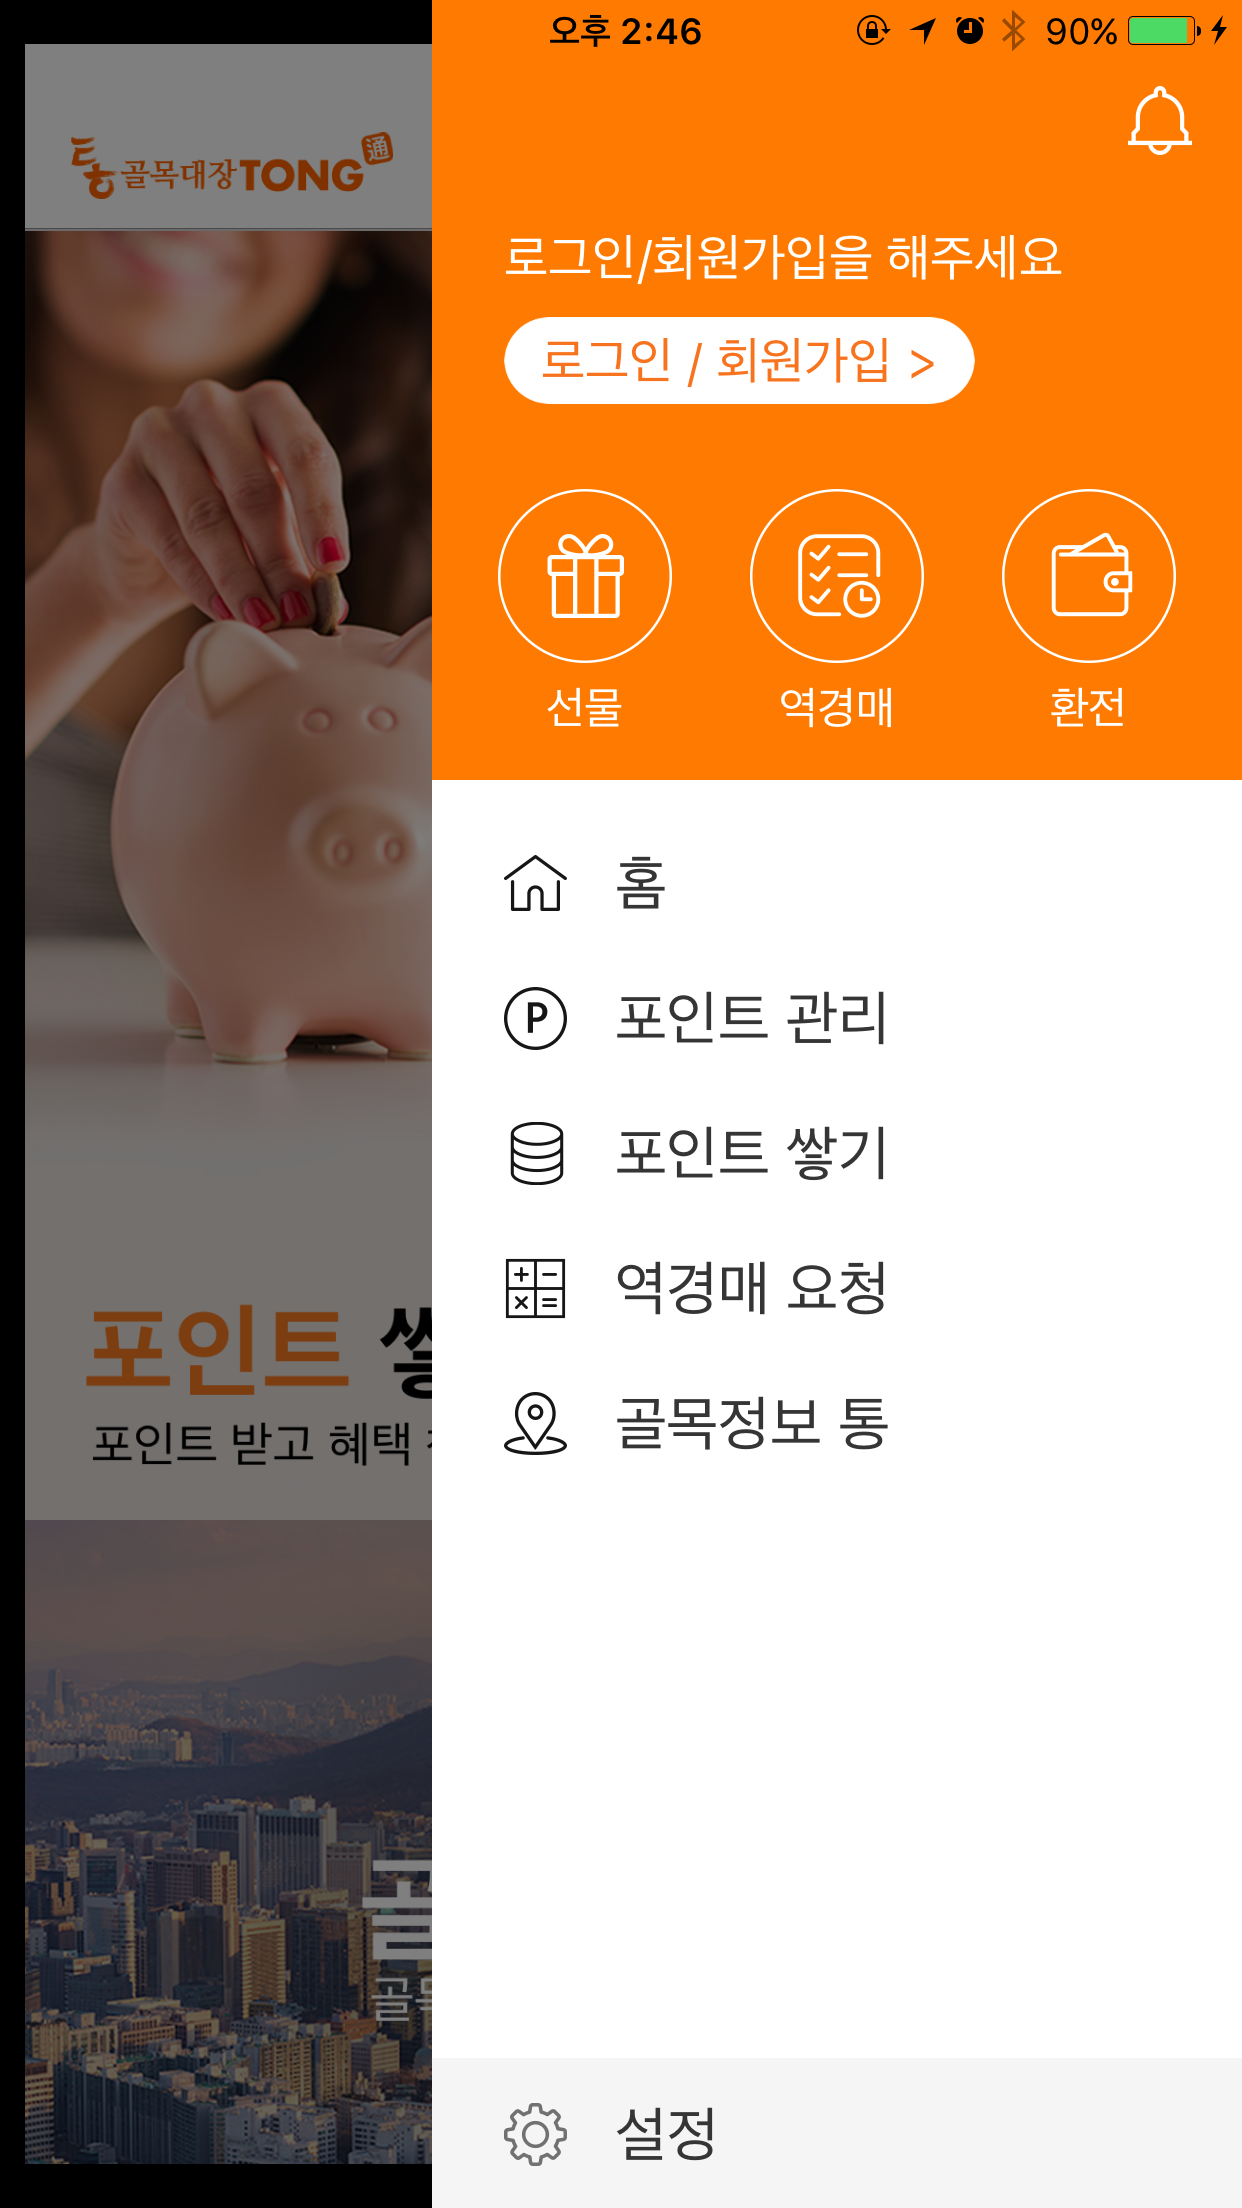 오후 2:46
90%
통 골목대장TONG 通
로그인/회원가입을 해주세요
로그인 / 회원가입 >
선물
역경매
환전
홈
P 포인트 관리
포인트 쌓기
역경매 요청
골목정보 통
포인트
포인트 받고 혜택
골
골
설정